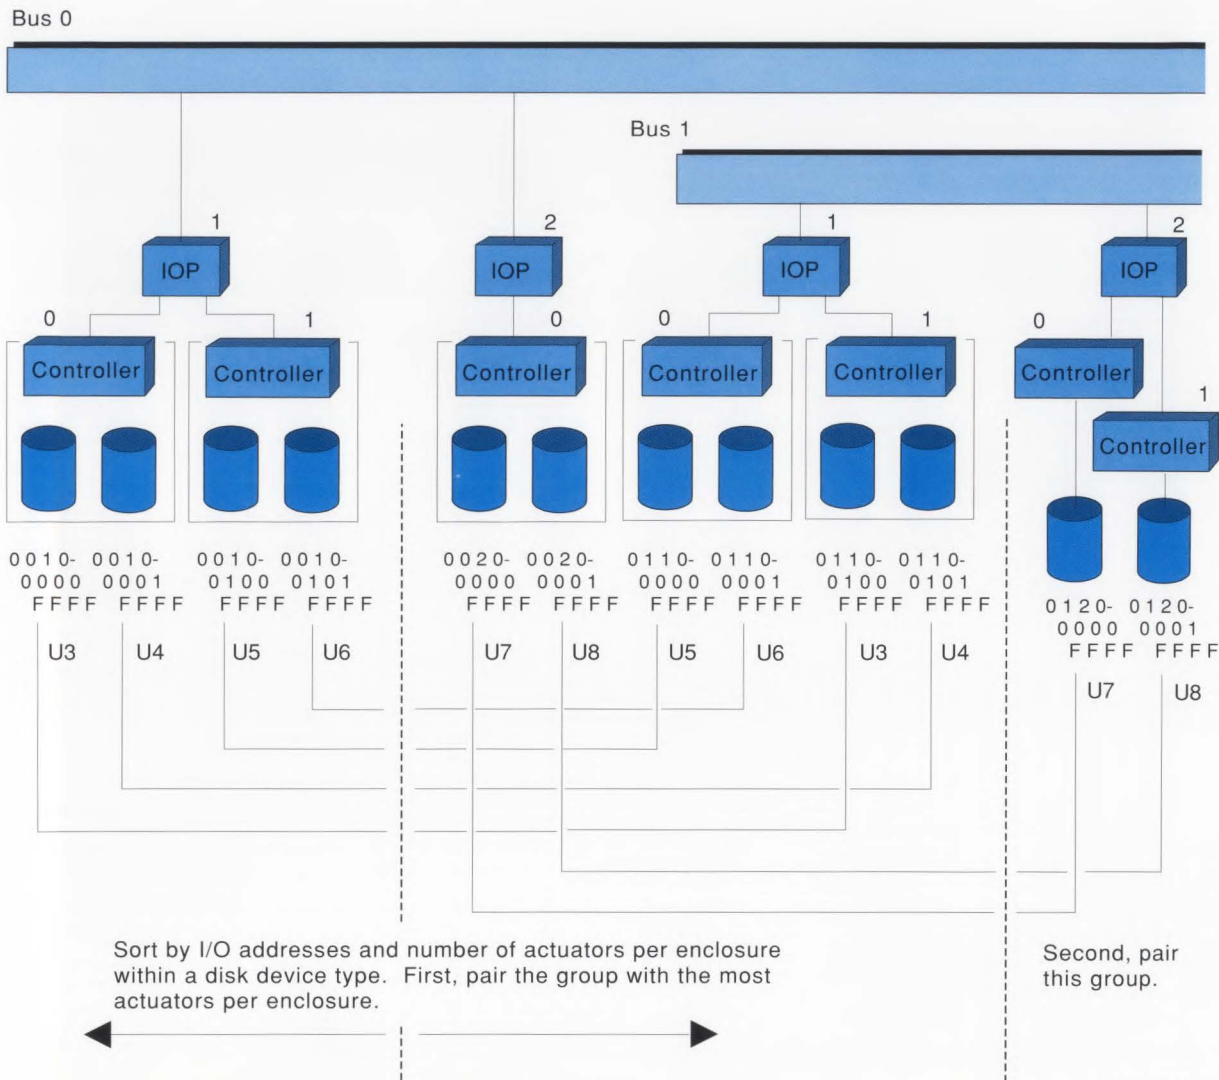 Bus 0
Bus 1
1
2
1
2
IOP
IOP
IOP
IOP
0
1
0
0
1
0
Controller
Controller
Controller
Controller
Controller
Controller
1
Controller
0010- 0010- 0010- 0010- 0020- 0020- 0110- 0110- 0110- 0110-
0000 0001 0100 0101 0000 0001 0000 0001 0100 0101
FFFF FFFF FFFF FFFF FFFF FFFF FFFF FFFF FFFF FFFF
0120- 0120-
0000 0001
FFFF FFFF
U3 U4 U5 U6 U7 U8 U5 U6 U3 U4
U7 U8
Sort by I/O addresses and number of actuators per enclosure
within a disk device type. First, pair the group with the most
actuators per enclosure.
Second, pair
this group.